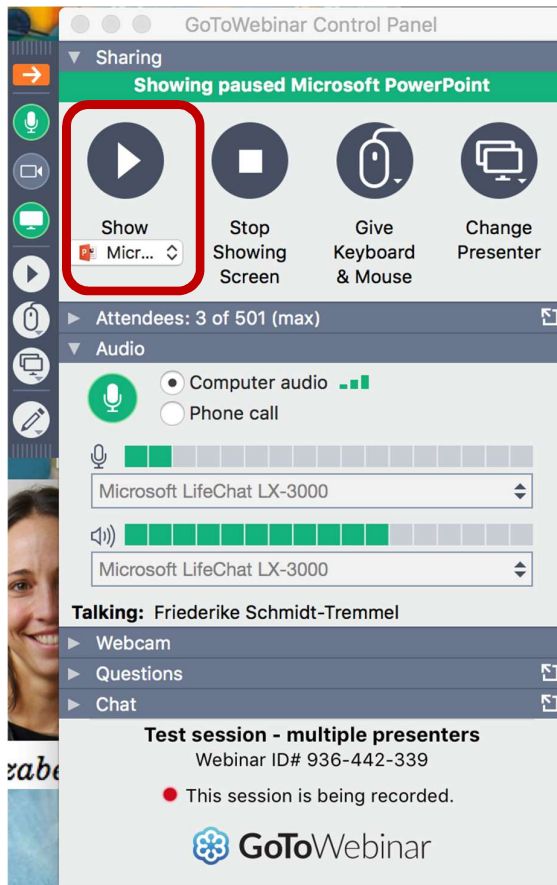 GoToWebinar Control Panel
Sharing
Showing paused Microsoft PowerPoint
Show
Micr...
Stop
Showing
Screen
Give
Keyboard
& Mouse
Change
Presenter
Attendees: 3 of 501 (max)
Audio
Computer audio
Phone call
Microsoft LifeChat LX-3000
Microsoft LifeChat LX-3000
Talking: Friederike Schmidt-Tremmel
Webcam
Questions
Chat
zabe
Test session - multiple presenters
Webinar ID# 936-442-339
This session is being recorded.
GoToWebinar